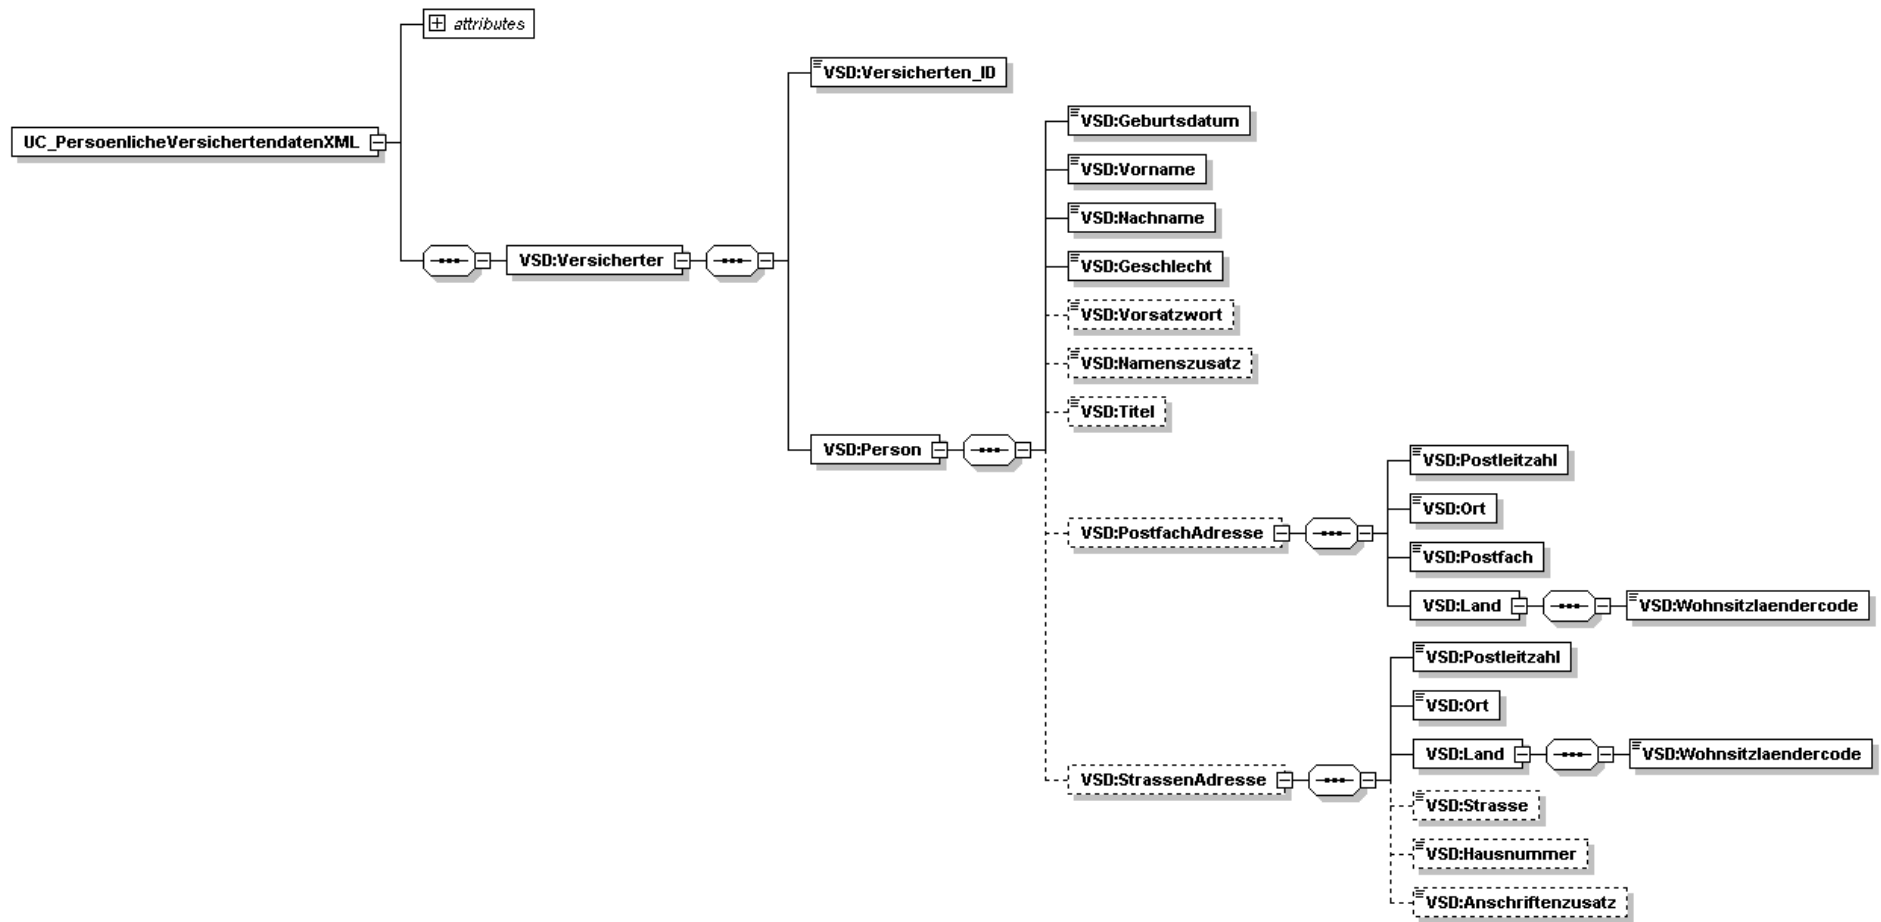 attributes
VSD:Versicherten_ID
VSD:Geburtsdatum
UC_PersoenlicheVersichertendatenXML
VSD:Vorname
VSD:Nachname
VSD:Versicherter
VSD:Geschlecht
VSD:Vorsatzwort
VSD:Namenszusatz
VSD:Titel
VSD:Person
VSD:Postleitzahl
VSD:Ort
VSD:PostfachAdresse
VSD:Postfach
VSD:Land
VSD:Wohnsitzlaendercode
VSD:Postleitzahl
VSD:Ort
VSD:Land
VSD:Wohnsitzlaendercode
VSD:StrassenAdresse
VSD:Strasse
VSD:Hausnummer
VSD:Anschriftenzusatz